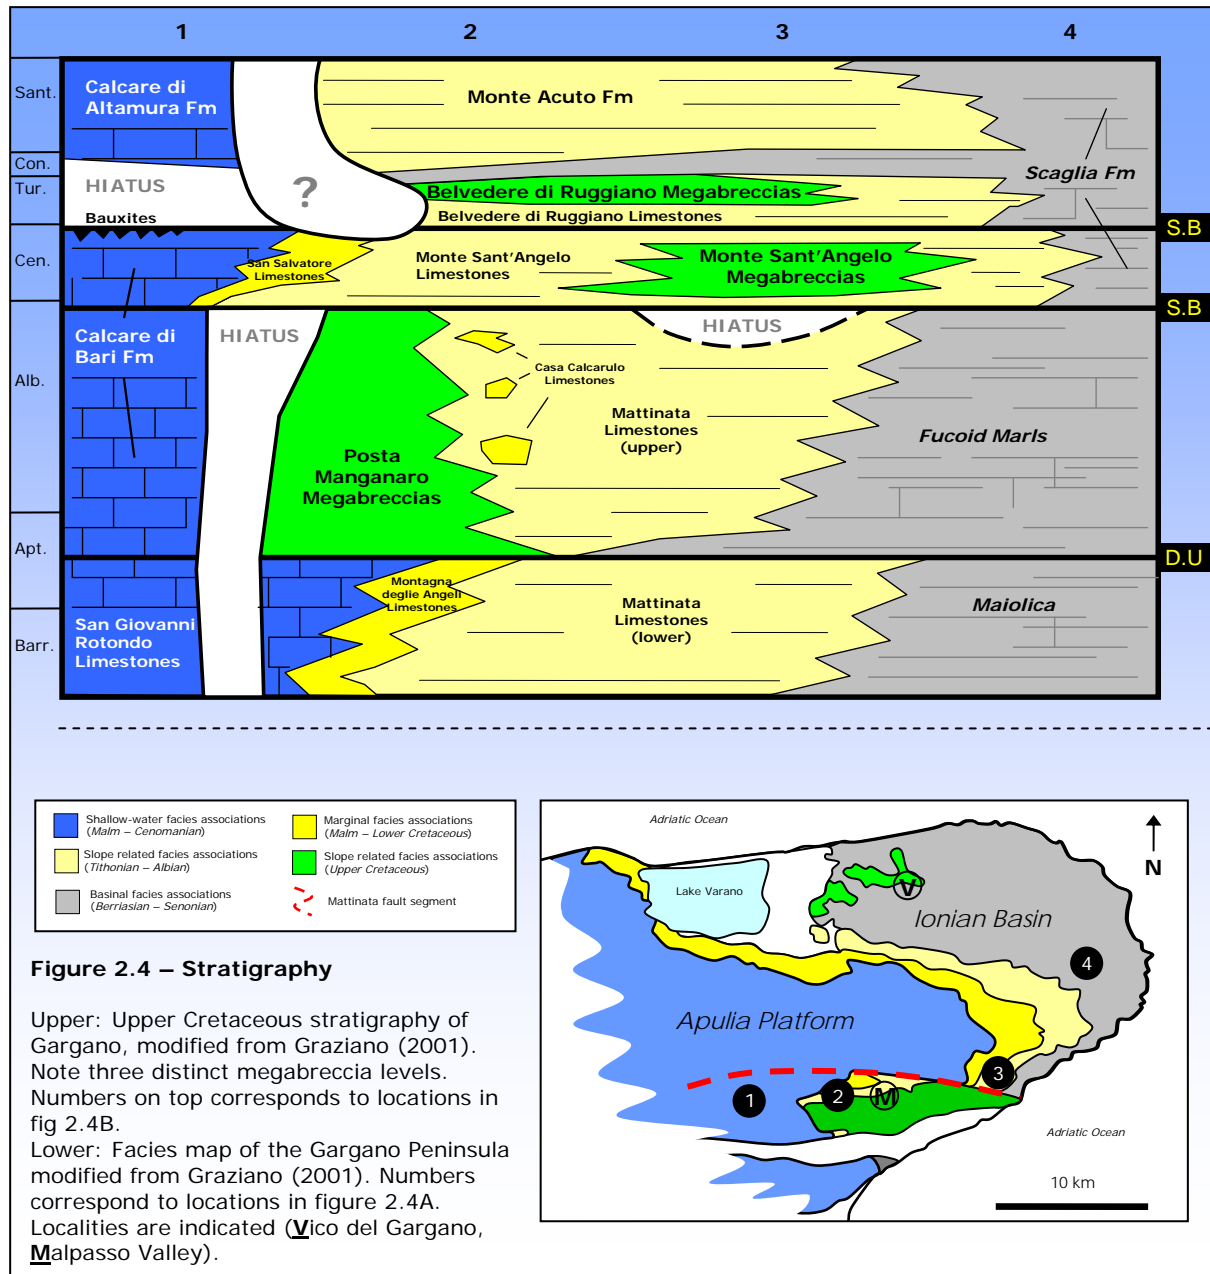 1 2 3 4
Sant.
Calcare di
Altamura Fm
Monte Acuto Fm
Con.
Scaglia Fm
Tur.
HIATUS
?
Belvedere di Ruggiano Megabreccias
Bauxites
Belvedere di Ruggiano Limestones
S.B
Cen.
San Salvatore
Limestones
Monte Sant'Angelo
Limestones
Monte Sant'Angelo
Megabreccias
S.B
Calcare di
Bari Fm
HIATUS
HIATUS
Casa Calcarulo
Limestones
Alb.
Mattinata
Limestones
(upper)
Fucoid Marls
Posta
Manganaro
Megabreccias
Apt.
D.U
Montagna
deglie Angeli
Limestones
Mattinata
Limestones
(lower)
Maiolica
San Giovanni
Rotondo
Limestones
Barr.
Shallow-water facies associations
(Malm – Cenomanian)
Marginal facies associations
(Malm – Lower Cretaceous)
Slope related facies associations
(Tithonian – Albian)
Slope related facies associations
(Upper Cretaceous)
Basinal facies associations
(Berriasian – Senonian)
Mattinata fault segment
Figure 2.4 – Stratigraphy
Upper: Upper Cretaceous stratigraphy of
Gargano, modified from Graziano (2001).
Note three distinct megabreccia levels.
Numbers on top corresponds to locations in
fig 2.4B.
Lower: Facies map of the Gargano Peninsula
modified from Graziano (2001). Numbers
correspond to locations in figure 2.4A.
Localities are indicated (Vico del Gargano,
Malpasso Valley).
Adriatic Ocean
N
Lake Varano
V
Ionian Basin
4
Apulia Platform
3
1
2
M
Adriatic Ocean
10 km